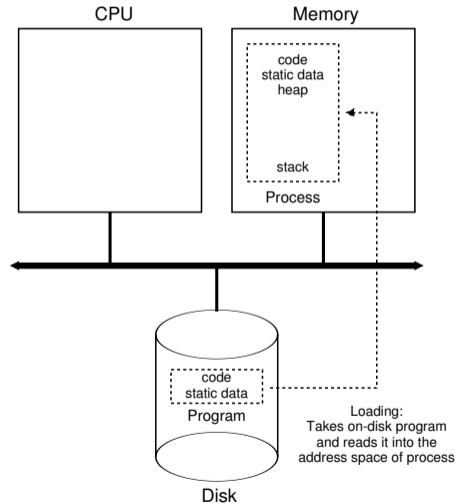 CPU
Memory
code
static data
heap
stack
Process
code
static data
Program
Loading:
Takes on-disk program
and reads it into the
address space of process
Disk